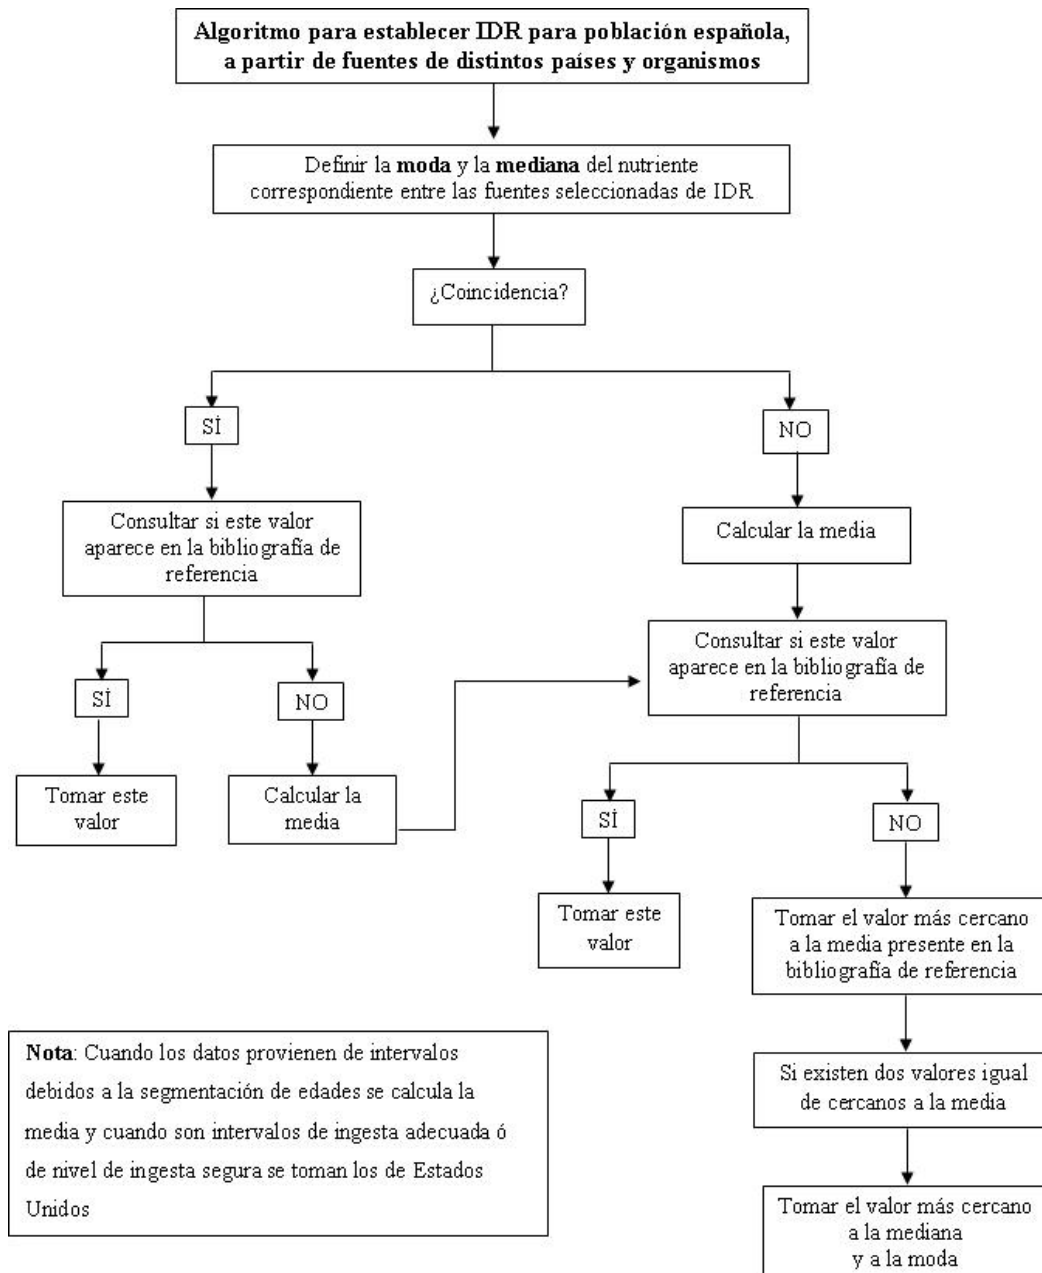 Algoritmo para establecer IDR para población española,
a partir de fuentes de distintos países y organismos
Definir la moda y la mediana del nutriente
correspondiente entre las fuentes seleccionadas de IDR
¿Coincidencia?
SÍ
NO
Consultar si este valor
aparece en la bibliografía de
referencia
Calcular la media
Consultar si este valor
aparece en la bibliografía de
referencia
SÍ
NO
Tomar este
valor
Calcular la
media
SÍ
NO
Tomar este
valor
Tomar el valor más cercano
a la media presente en la
bibliografía de referencia
Si existen dos valores igual
de cercanos a la media
Tomar el valor más cercano
a la mediana
y a la moda
Nota: Cuando los datos provienen de intervalos
debidos a la segmentación de edades se calcula la
media y cuando son intervalos de ingesta adecuada ó
de nivel de ingesta segura se toman los de Estados
Unidos